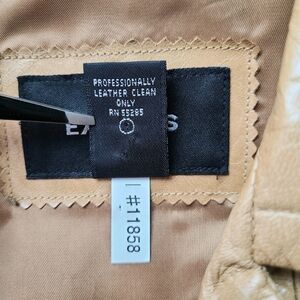 PROFESSIONALLY
LEATHER CLEAN
ONLY
RN 55285
#11858